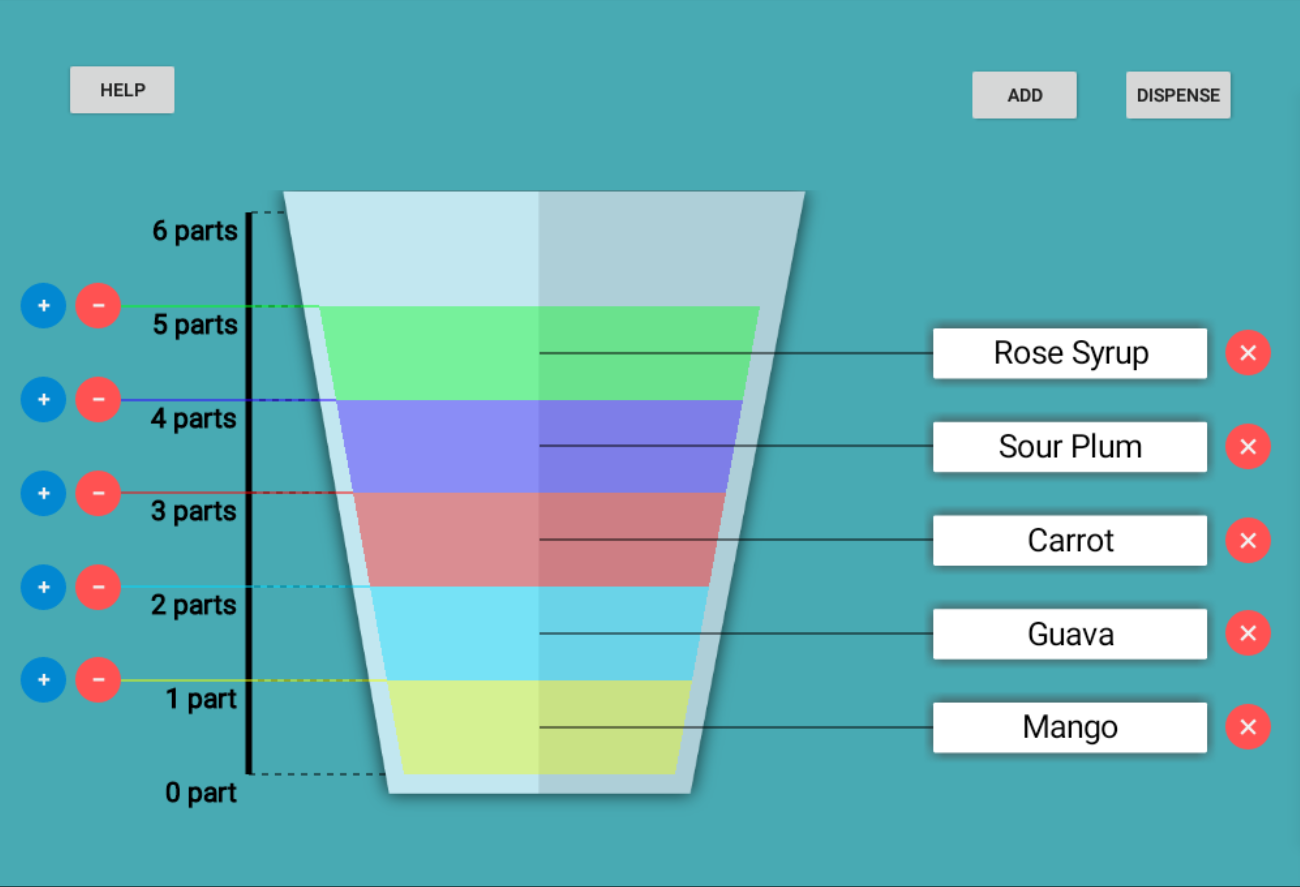 HELP
ADD
DISPENSE
6 parts
5 parts
Rose Syrup
4 parts
Sour Plum
3 parts
Carrot
2 parts
Guava
1 part
Mango
0 part